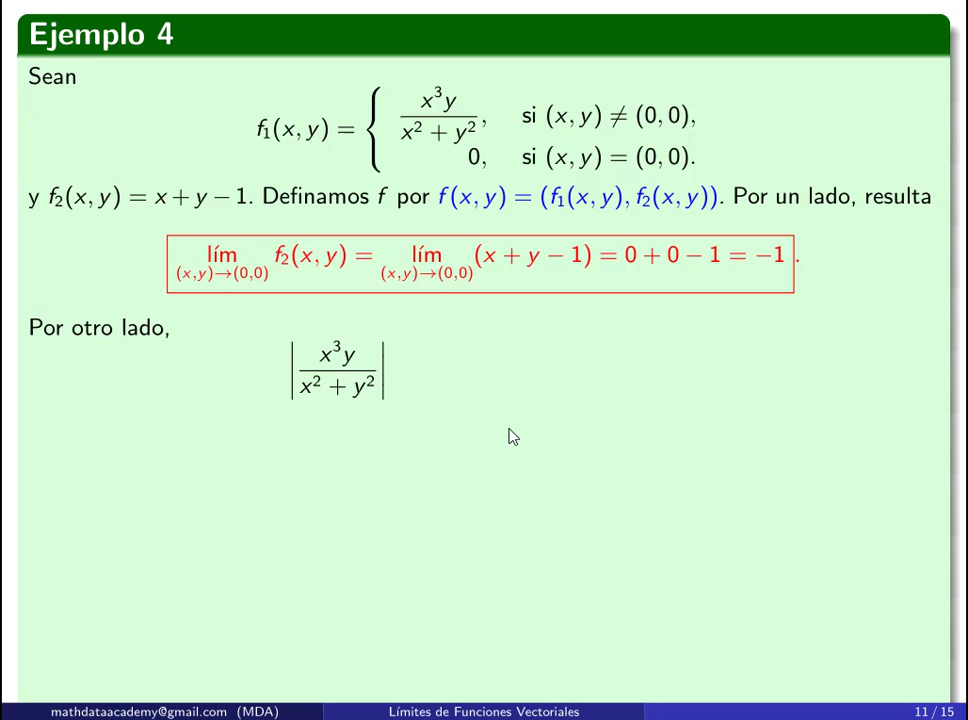 Ejemplo 4
Sean
f₁(x, y) = { x³y / (x² + y²), si (x, y) ≠ (0, 0),
0, si (x, y) = (0, 0).
y f₂(x, y) = x + y − 1. Definamos f por f(x, y) = (f₁(x, y), f₂(x, y)). Por un lado, resulta
lím_{(x,y)→(0,0)} f₂(x, y) = lím_{(x,y)→(0,0)} (x + y − 1) = 0 + 0 − 1 = −1.
Por otro lado,
| x³y / (x² + y²) |
mathdataacademy@gmail.com (MDA) Límites de Funciones Vectoriales 11 / 15